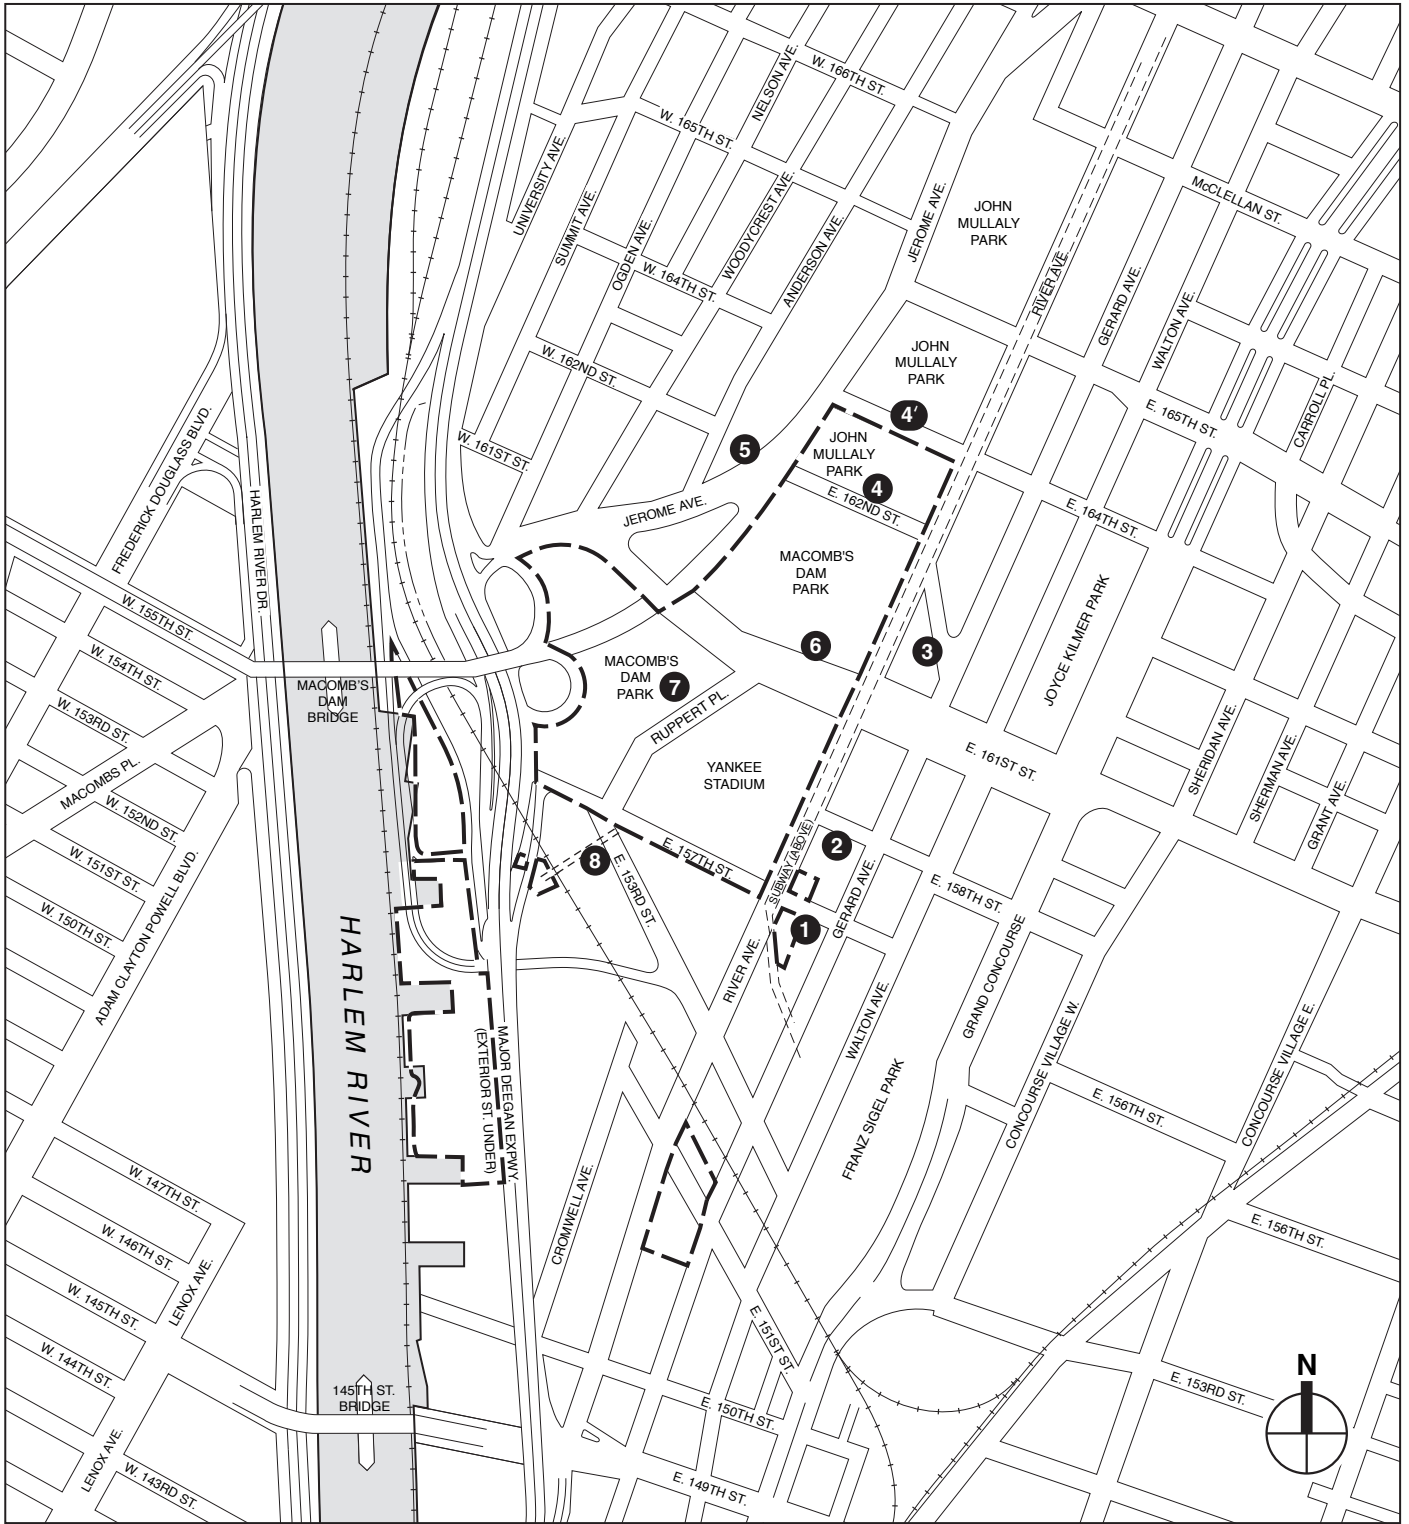 NELSON AVE.
W. 166TH ST.
W. 165TH ST.
UNIVERSITY AVE.
SUMMIT AVE.
OGDEN AVE.
WOODYCREST AVE.
ANDERSON AVE.
JEROME AVE.
JOHN
MULLALY
PARK
McCLELLAN ST.
W. 164TH ST.
RIVER AVE.
GERARD AVE.
WALTON AVE.
W. 162ND ST.
JOHN
MULLALY
PARK
E. 165TH ST.
CARROLL PL.
4'
FREDERICK DOUGLASS BLVD.
HARLEM RIVER DR.
W. 161ST ST.
5
JOHN
MULLALY
PARK
4
E. 162ND ST.
JEROME AVE.
E. 164TH ST.
MACOMB'S
DAM
PARK
JOYCE KILMER PARK
W. 155TH ST.
6
3
W. 154TH ST.
MACOMB'S
DAM
BRIDGE
MACOMB'S
DAM
PARK
7
RUPPERT PL.
W. 153RD ST.
SHERIDAN AVE.
SHERMAN AVE.
GRANT AVE.
E. 161ST ST.
YANKEE
STADIUM
MACOMBS PL.
W. 152ND ST.
W. 151ST ST.
W. 150TH ST.
ADAM CLAYTON POWELL BLVD.
SUBWAY (ABOVE)
2
8
E. 157TH ST.
E. 153RD ST.
GERARD AVE.
E. 158TH ST.
1
HARLEM RIVER
RIVER AVE.
WALTON AVE.
GRAND CONCOURSE
CONCOURSE VILLAGE W.
CONCOURSE VILLAGE E.
MAJOR DEEGAN EXPWY.
(EXTERIOR ST. UNDER)
FRANZ SIGEL PARK
E. 156TH ST.
CROMWELL AVE.
W. 147TH ST.
W. 146TH ST.
W. 145TH ST.
W. 144TH ST.
LENOX AVE.
E. 156TH ST.
E. 151ST ST.
N
145TH ST.
BRIDGE
E. 150TH ST.
E. 153RD ST.
LENOX AVE.
W. 143RD ST.
E. 149TH ST.